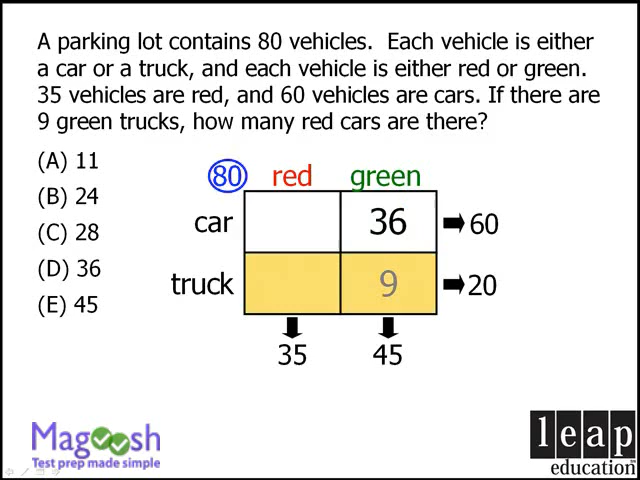 A parking lot contains 80 vehicles. Each vehicle is either
a car or a truck, and each vehicle is either red or green.
35 vehicles are red, and 60 vehicles are cars. If there are
9 green trucks, how many red cars are there?
(A) 11
(B) 24
(C) 28
(D) 36
(E) 45
80 red green
car 36 60
truck 9 20
35 45
Magoosh
Test prep made simple
leap
education